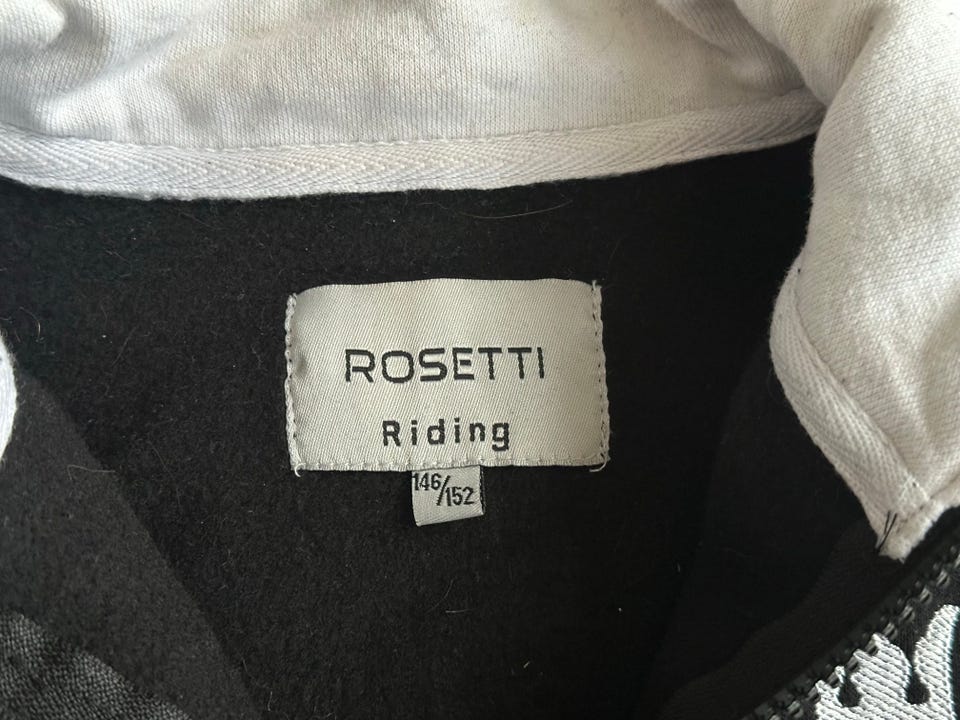 ROSETTI
Riding
146/152